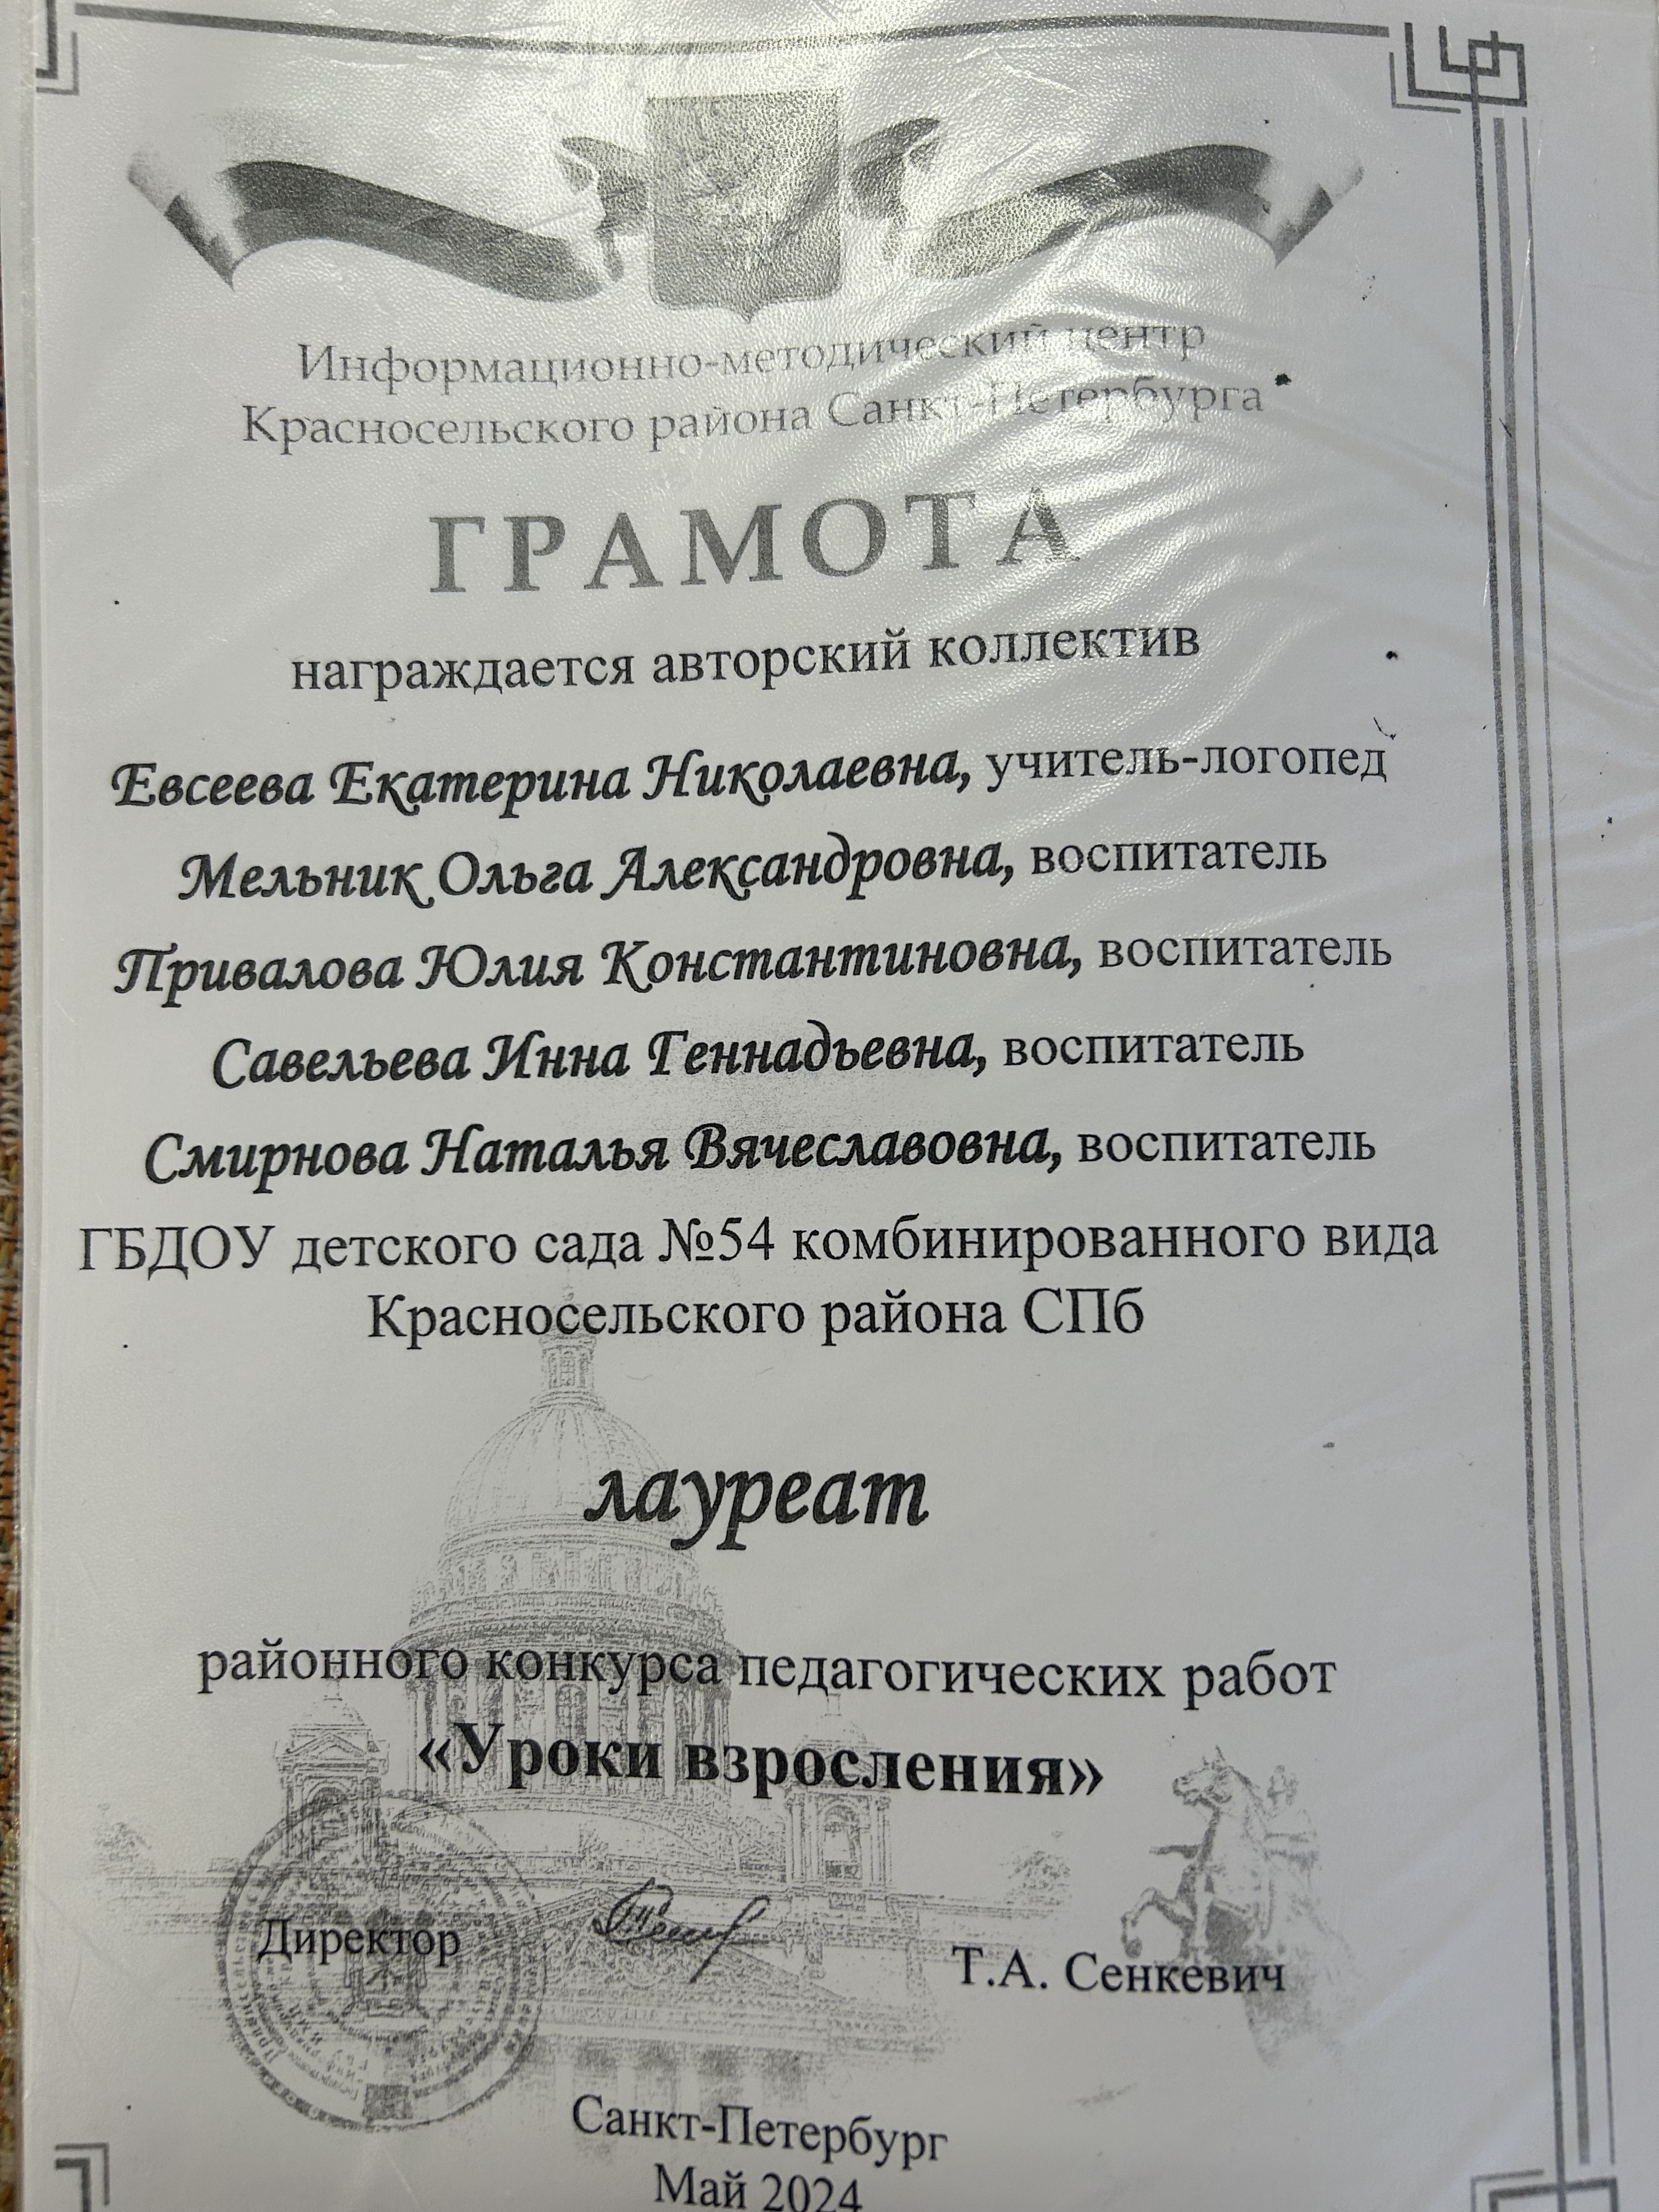 Информационно-методический центр
Красносельского района Санкт-Петербурга
ГРАМОТА
награждается авторский коллектив
Евсеева Екатерина Николаевна, учитель-логопед
Мельник Ольга Александровна, воспитатель
Привалова Юлия Константиновна, воспитатель
Савельева Инна Геннадьевна, воспитатель
Смирнова Наталья Вячеславовна, воспитатель
ГБДОУ детского сада №54 комбинированного вида
Красносельского района СПб
лауреат
районного конкурса педагогических работ
«Уроки взросления»
Директор
Т.А. Сенкевич
Санкт-Петербург
Май 2024